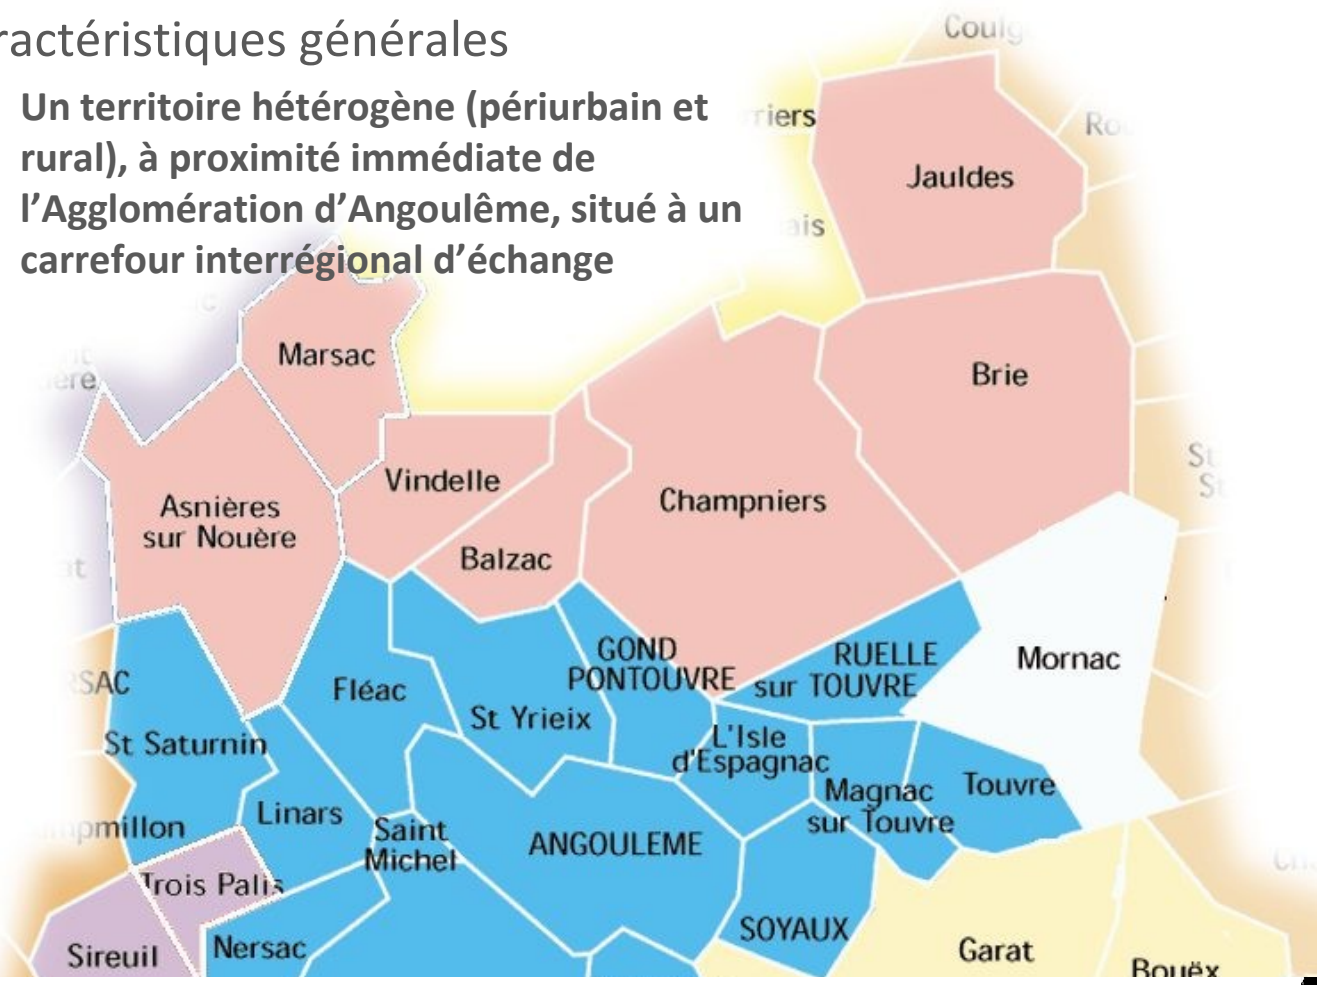 ractéristiques générales
Un territoire hétérogène (périurbain et
rural), à proximité immédiate de
l'Agglomération d'Angoulême, situé à un
carrefour interrégional d'échange
Jauldes
Marsac
Brie
Vindelle
Champniers
Asnières
sur Nouère
Balzac
GOND
PONTOUVRE
RUELLE
sur TOUVRE
Mornac
Fléac
St Yrieix
St Saturnin
L'Isle
d'Espagnac
Magnac
sur Touvre
Touvre
Linars
Saint
Michel
ANGOULEME
Trois Palis
SOYAUX
Sireuil
Nersac
Garat
Bouëx